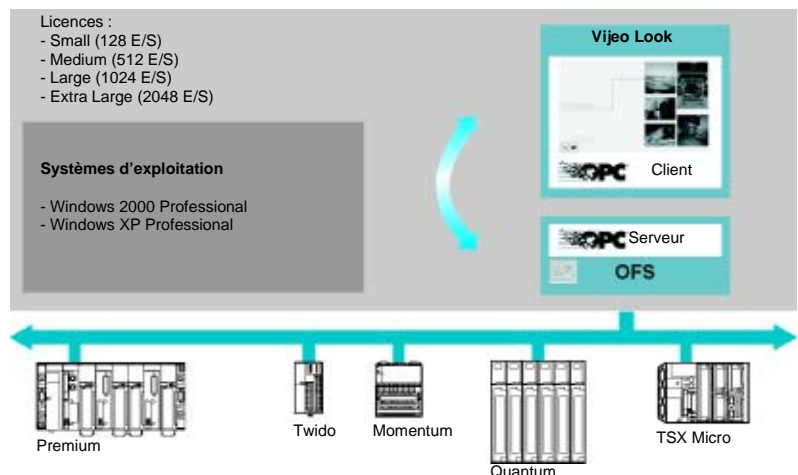 Licences :
- Small (128 E/S)
- Medium (512 E/S)
- Large (1024 E/S)
- Extra Large (2048 E/S)
Systèmes d'exploitation
- Windows 2000 Professional
- Windows XP Professional
Vijeo Look
OPC Client
OPC Serveur
OFS
Premium
Twido
Momentum
Quantum
TSX Micro